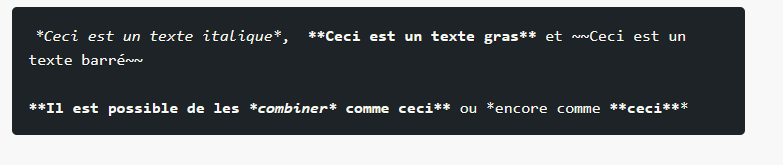 *Ceci est un texte italique*, **Ceci est un texte gras** et ~~Ceci est un
texte barré~~
**Il est possible de les *combiner* comme ceci** ou *encore comme **ceci***